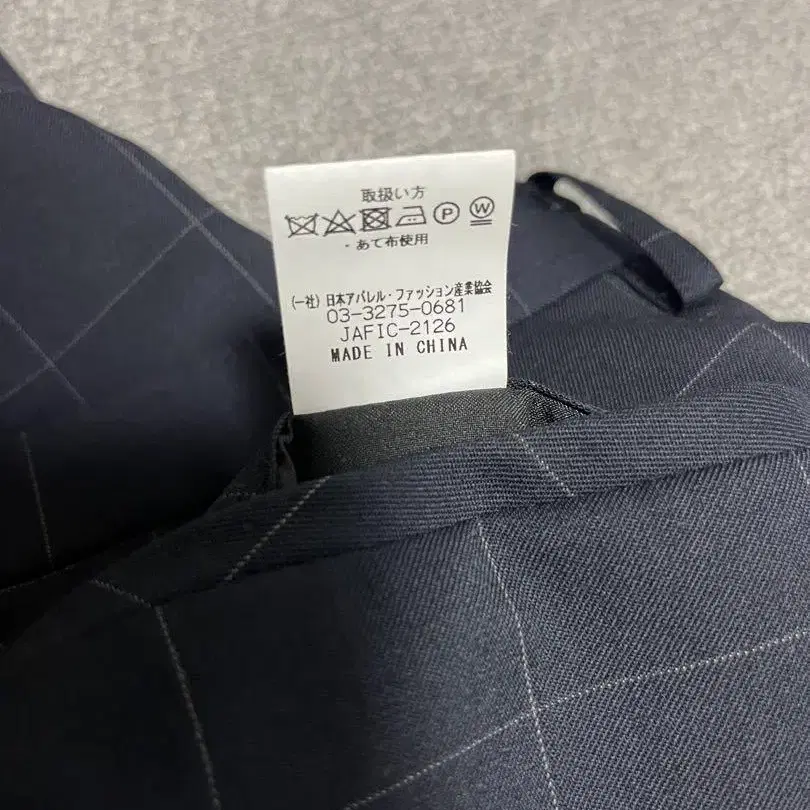 取扱い方
P W
・あて布使用
(一社)日本アパレル・ファッション産業協会
03-3275-0681
JAFIC-2126
MADE IN CHINA